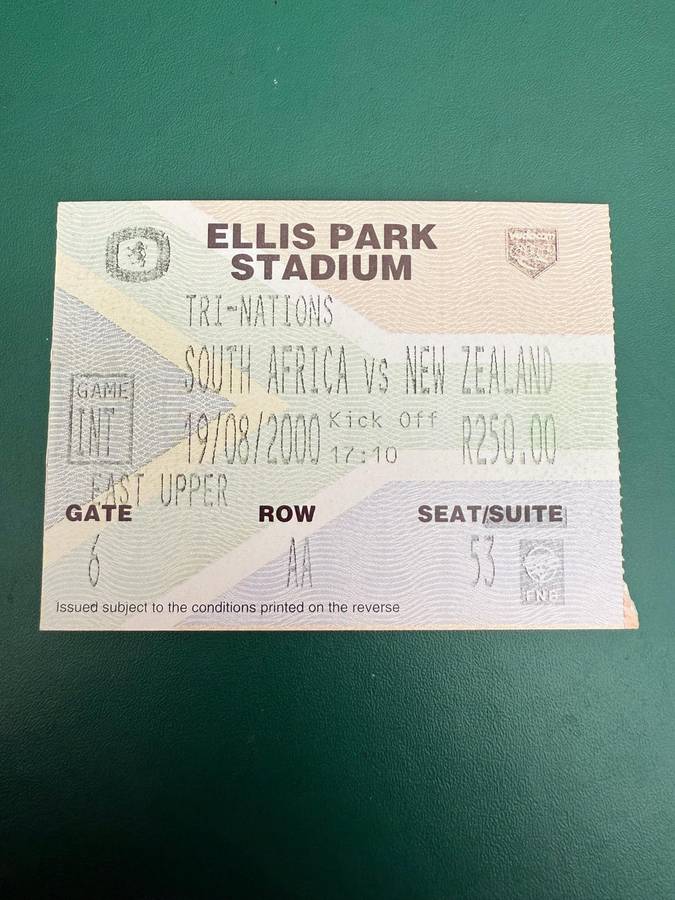 ELLIS PARK
STADIUM
TRI-NATIONS
SOUTH AFRICA vs NEW ZEALAND
GAME
INT
19/08/2000 Kick Off
17:10
R250.00
EAST UPPER
GATE ROW SEAT/SUITE
6 AA 53
FNB
Issued subject to the conditions printed on the reverse